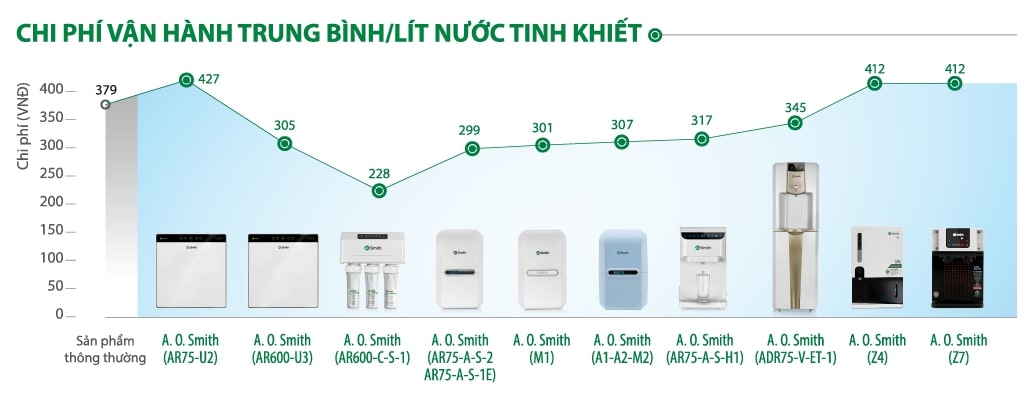 CHI PHÍ VẬN HÀNH TRUNG BÌNH/LÍT NƯỚC TINH KHIẾT
Chi phí (VNĐ)
400
350
300
250
200
150
100
50
0
379
427
305
228
299
301
307
317
345
412
412
Sản phẩm
thông thường
A. O. Smith
(AR75-U2)
A. O. Smith
(AR600-U3)
A. O. Smith
(AR600-C-S-1)
A. O. Smith
(AR75-A-S-2
AR75-A-S-1E)
A. O. Smith
(M1)
A. O. Smith
(A1-A2-M2)
A. O. Smith
(AR75-A-S-H1)
A. O. Smith
(ADR75-V-ET-1)
A. O. Smith
(Z4)
A. O. Smith
(Z7)